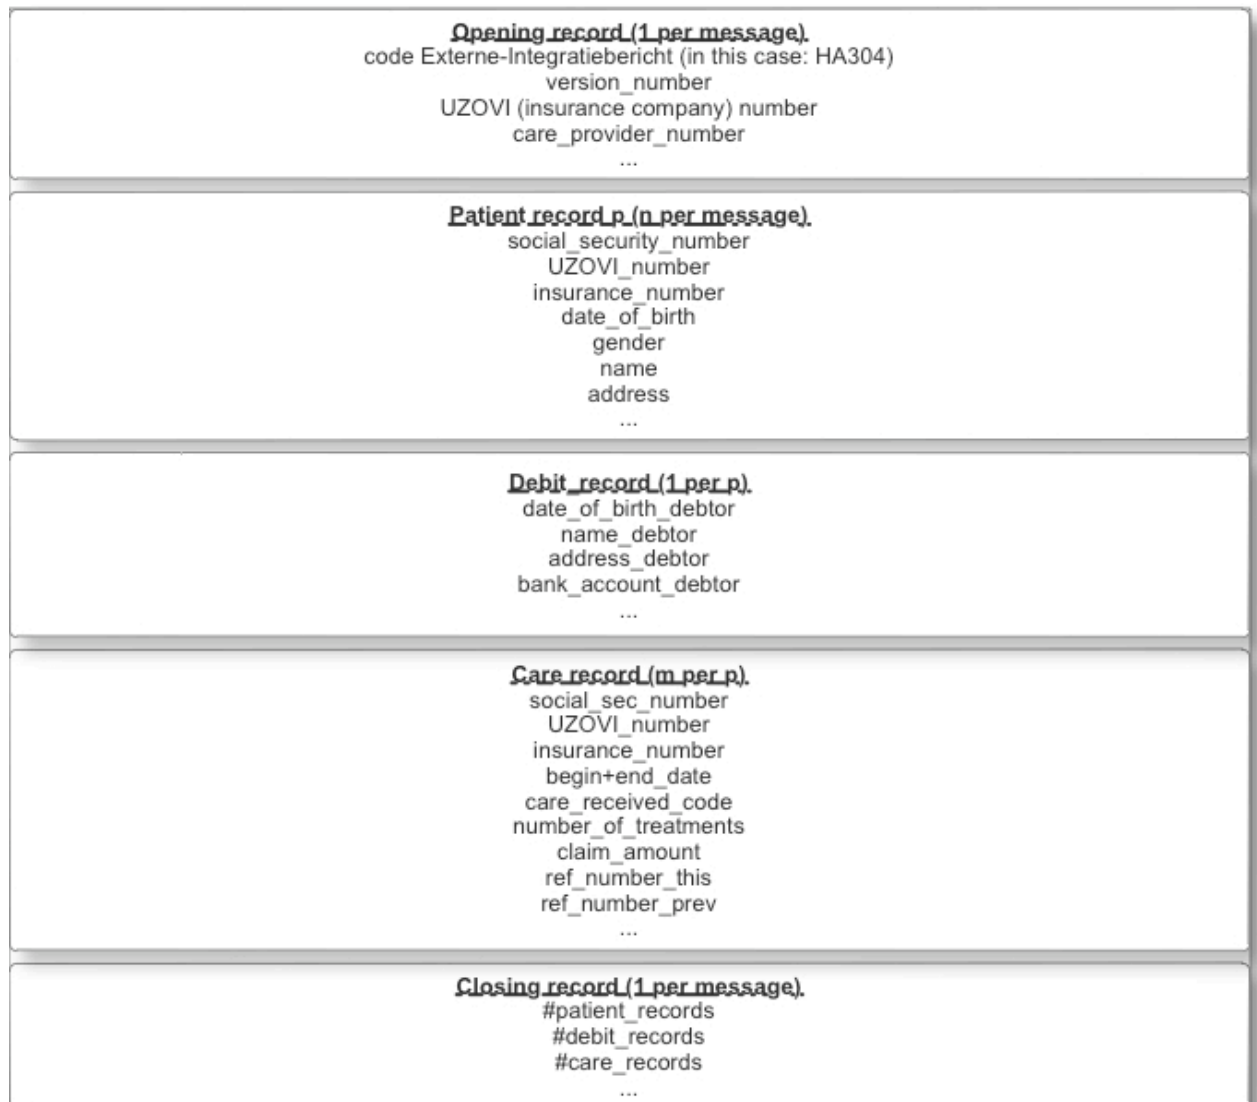 Opening record (1 per message)
code Externe-Integratiebericht (in this case: HA304)
version_number
UZOVI (insurance company) number
care_provider_number
...
Patient record p (n per message)
social_security_number
UZOVI_number
insurance_number
date_of_birth
gender
name
address
...
Debit_record (1 per p)
date_of_birth_debtor
name_debtor
address_debtor
bank_account_debtor
...
Care record (m per p)
social_sec_number
UZOVI_number
insurance_number
begin+end_date
care_received_code
number_of_treatments
claim_amount
ref_number_this
ref_number_prev
...
Closing record (1 per message)
#patient_records
#debit_records
#care_records
...